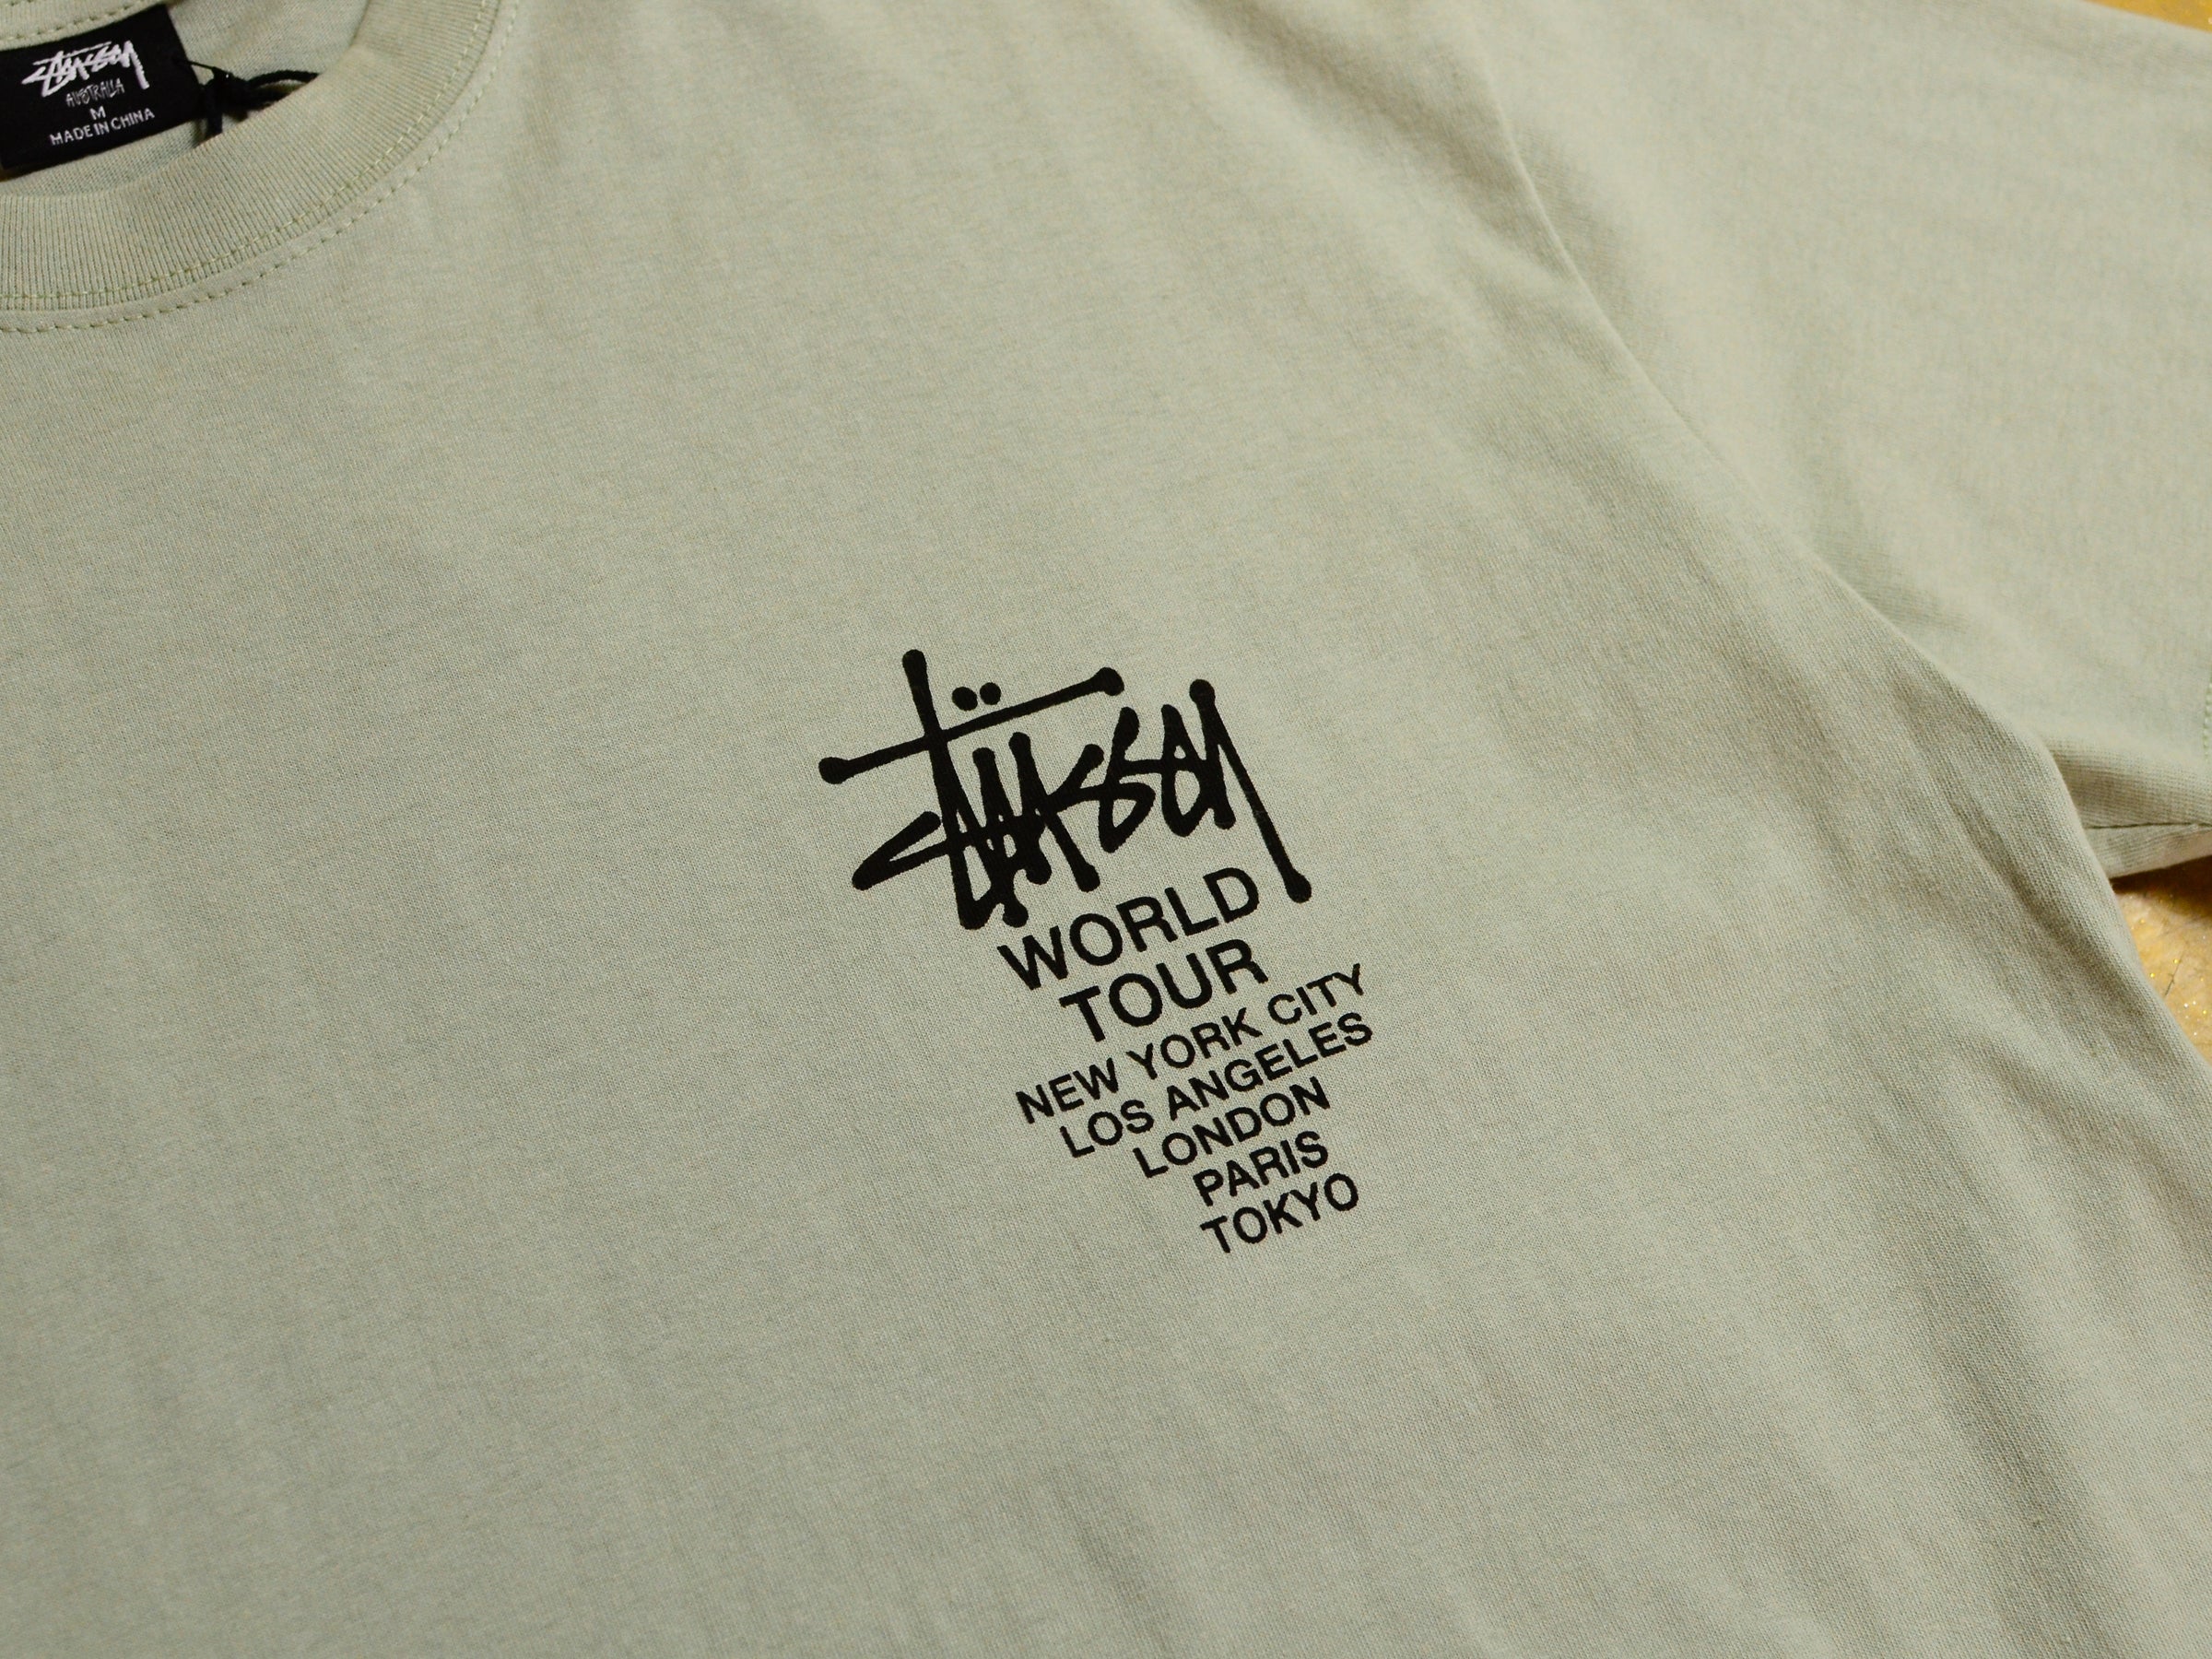 Stüssy
AUSTRALIA
M
MADE IN CHINA
Stüssy
WORLD
TOUR
NEW YORK CITY
LOS ANGELES
LONDON
PARIS
TOKYO